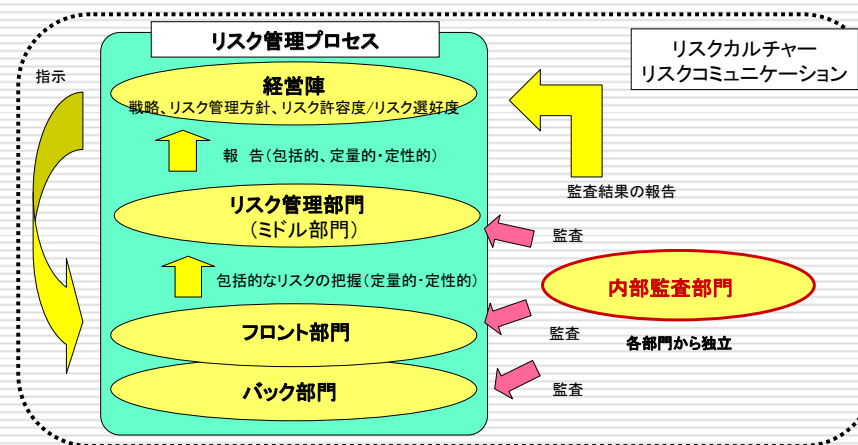 リスク管理プロセス
リスクカルチャー
リスクコミュニケーション
指示
経営陣
戦略、リスク管理方針、リスク許容度/リスク選好度
報　告(包括的、定量的・定性的)
監査結果の報告
リスク管理部門
(ミドル部門)
監査
包括的なリスクの把握(定量的・定性的)
内部監査部門
フロント部門
監査
各部門から独立
バック部門
監査